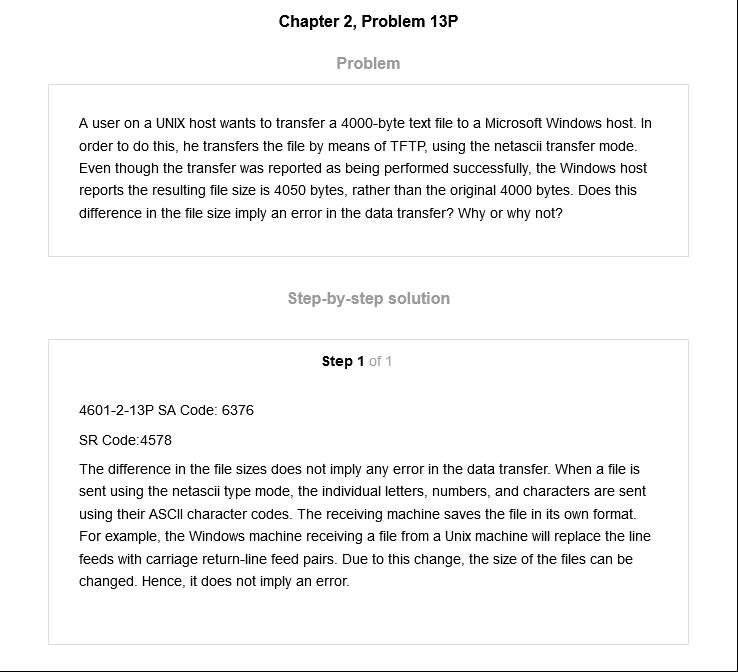 Chapter 2, Problem 13P
Problem
A user on a UNIX host wants to transfer a 4000-byte text file to a Microsoft Windows host. In
order to do this, he transfers the file by means of TFTP, using the netascii transfer mode.
Even though the transfer was reported as being performed successfully, the Windows host
reports the resulting file size is 4050 bytes, rather than the original 4000 bytes. Does this
difference in the file size imply an error in the data transfer? Why or why not?
Step-by-step solution
Step 1 of 1
4601-2-13P SA Code: 6376
SR Code:4578
The difference in the file sizes does not imply any error in the data transfer. When a file is
sent using the netascii type mode, the individual letters, numbers, and characters are sent
using their ASCII character codes. The receiving machine saves the file in its own format.
For example, the Windows machine receiving a file from a Unix machine will replace the line
feeds with carriage return-line feed pairs. Due to this change, the size of the files can be
changed. Hence, it does not imply an error.